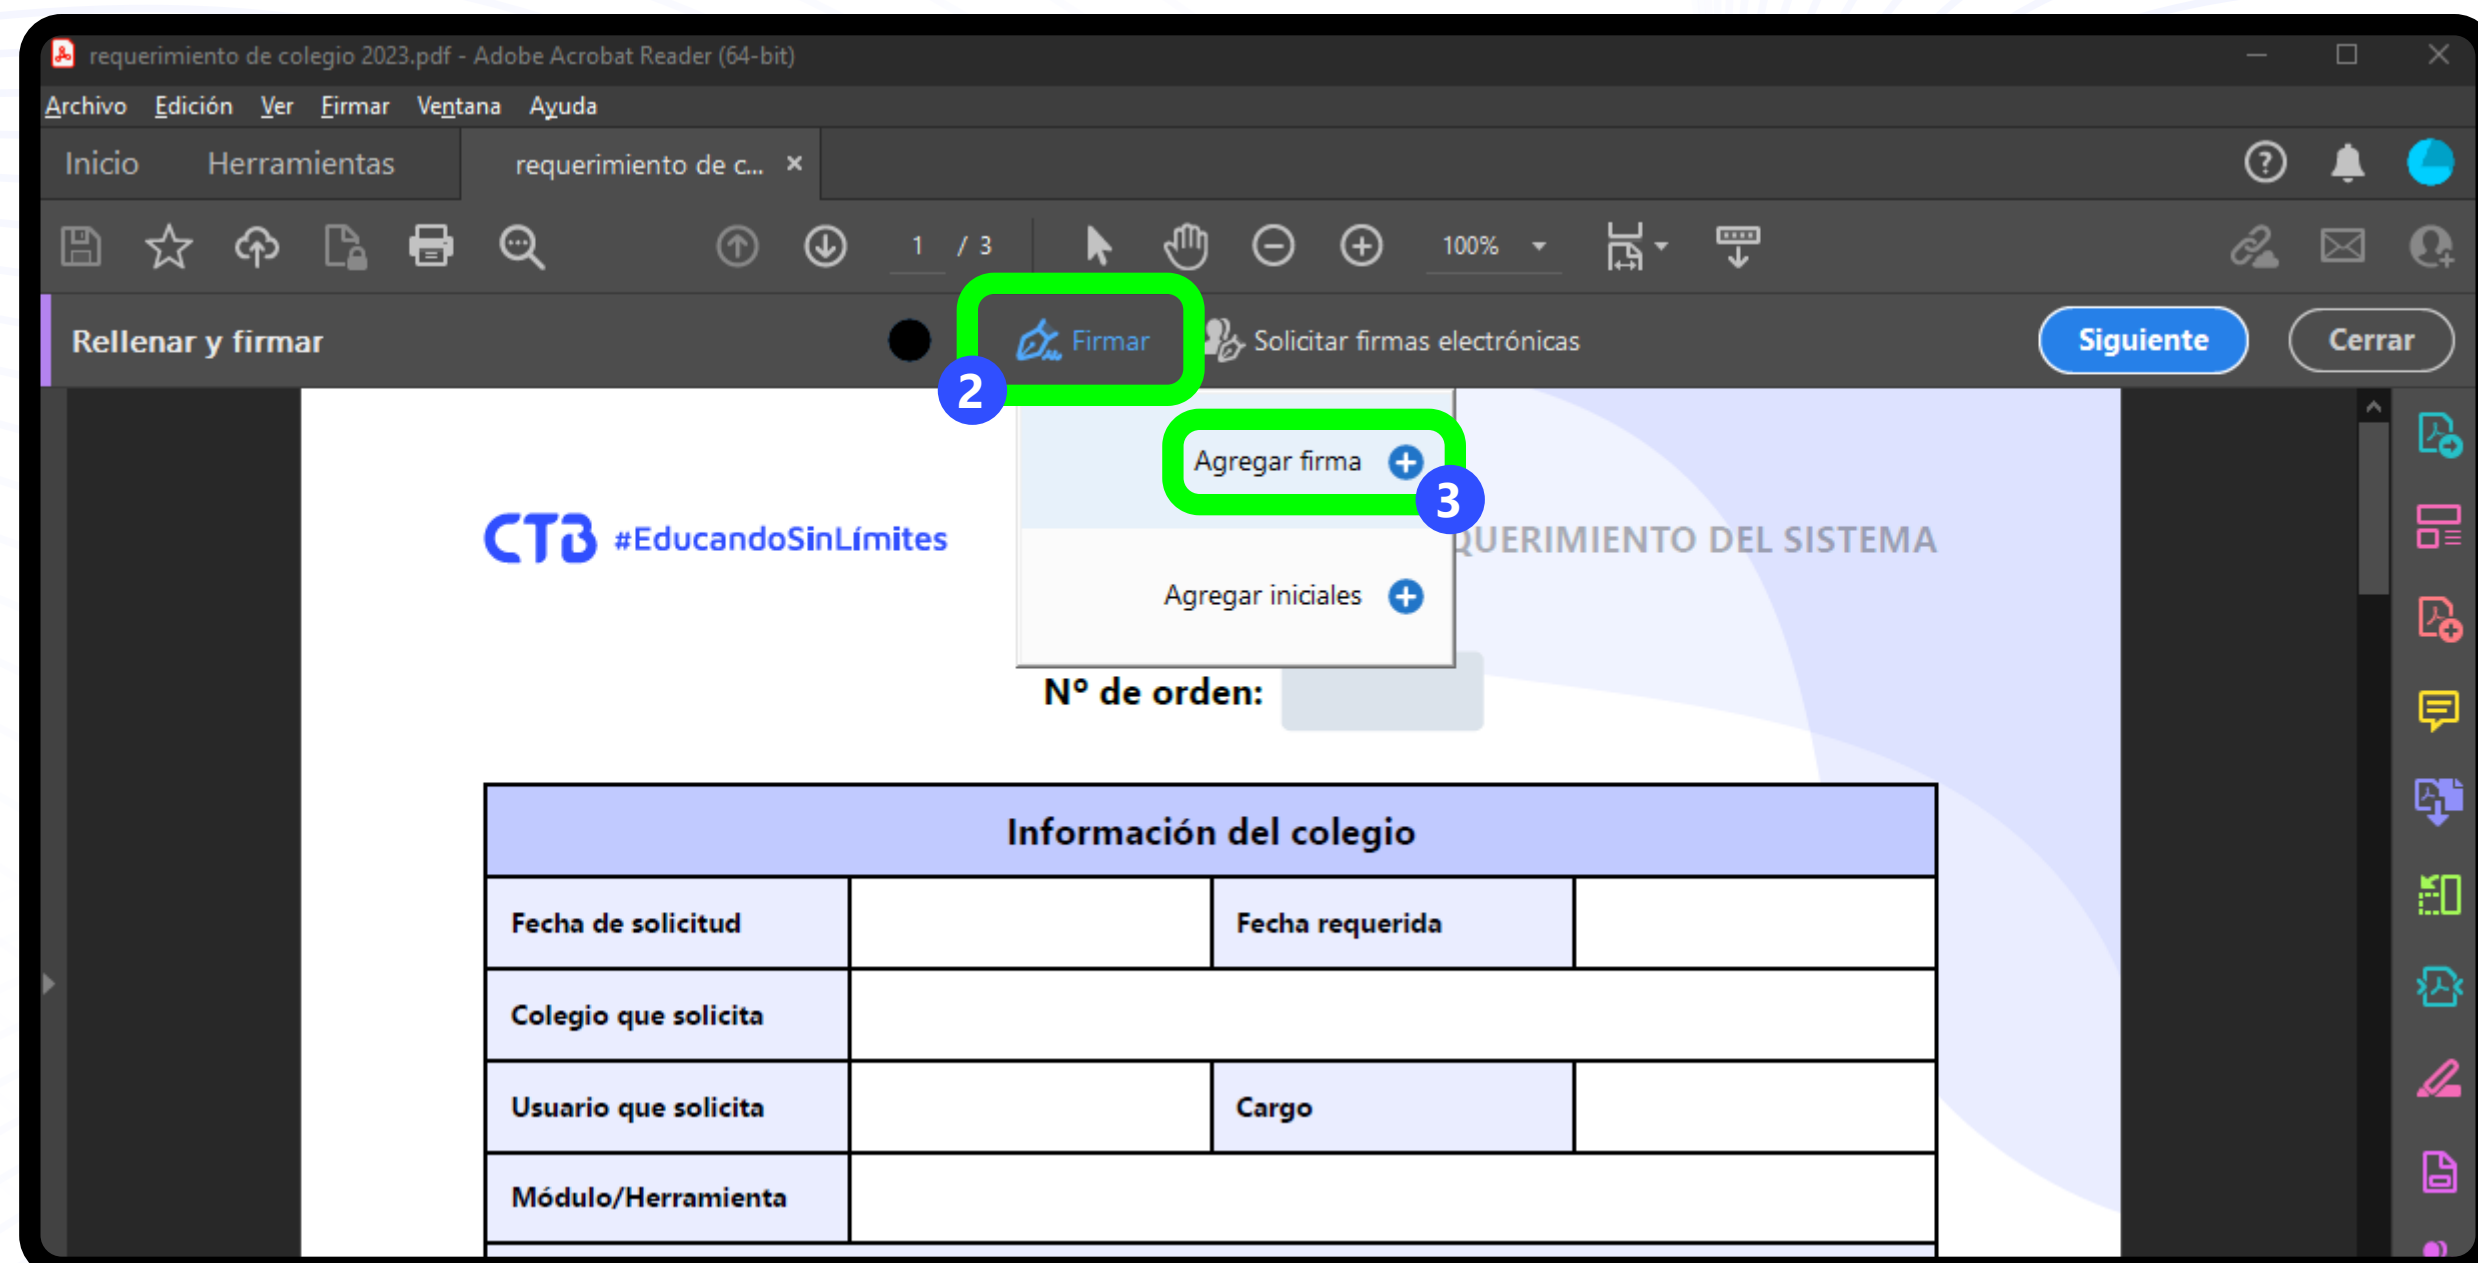 requerimiento de colegio 2023.pdf - Adobe Acrobat Reader (64-bit)
Archivo Edición Ver Firmar Ventana Ayuda
Inicio Herramientas requerimiento de c... ×
1 / 3 100%
Rellenar y firmar Firmar Solicitar firmas electrónicas Siguiente Cerrar
2
Agregar firma
3
CTB #EducandoSinLímites QUERIMIENTO DEL SISTEMA
Agregar iniciales
Nº de orden:
Información del colegio
Fecha de solicitud Fecha requerida
Colegio que solicita
Usuario que solicita Cargo
Módulo/Herramienta